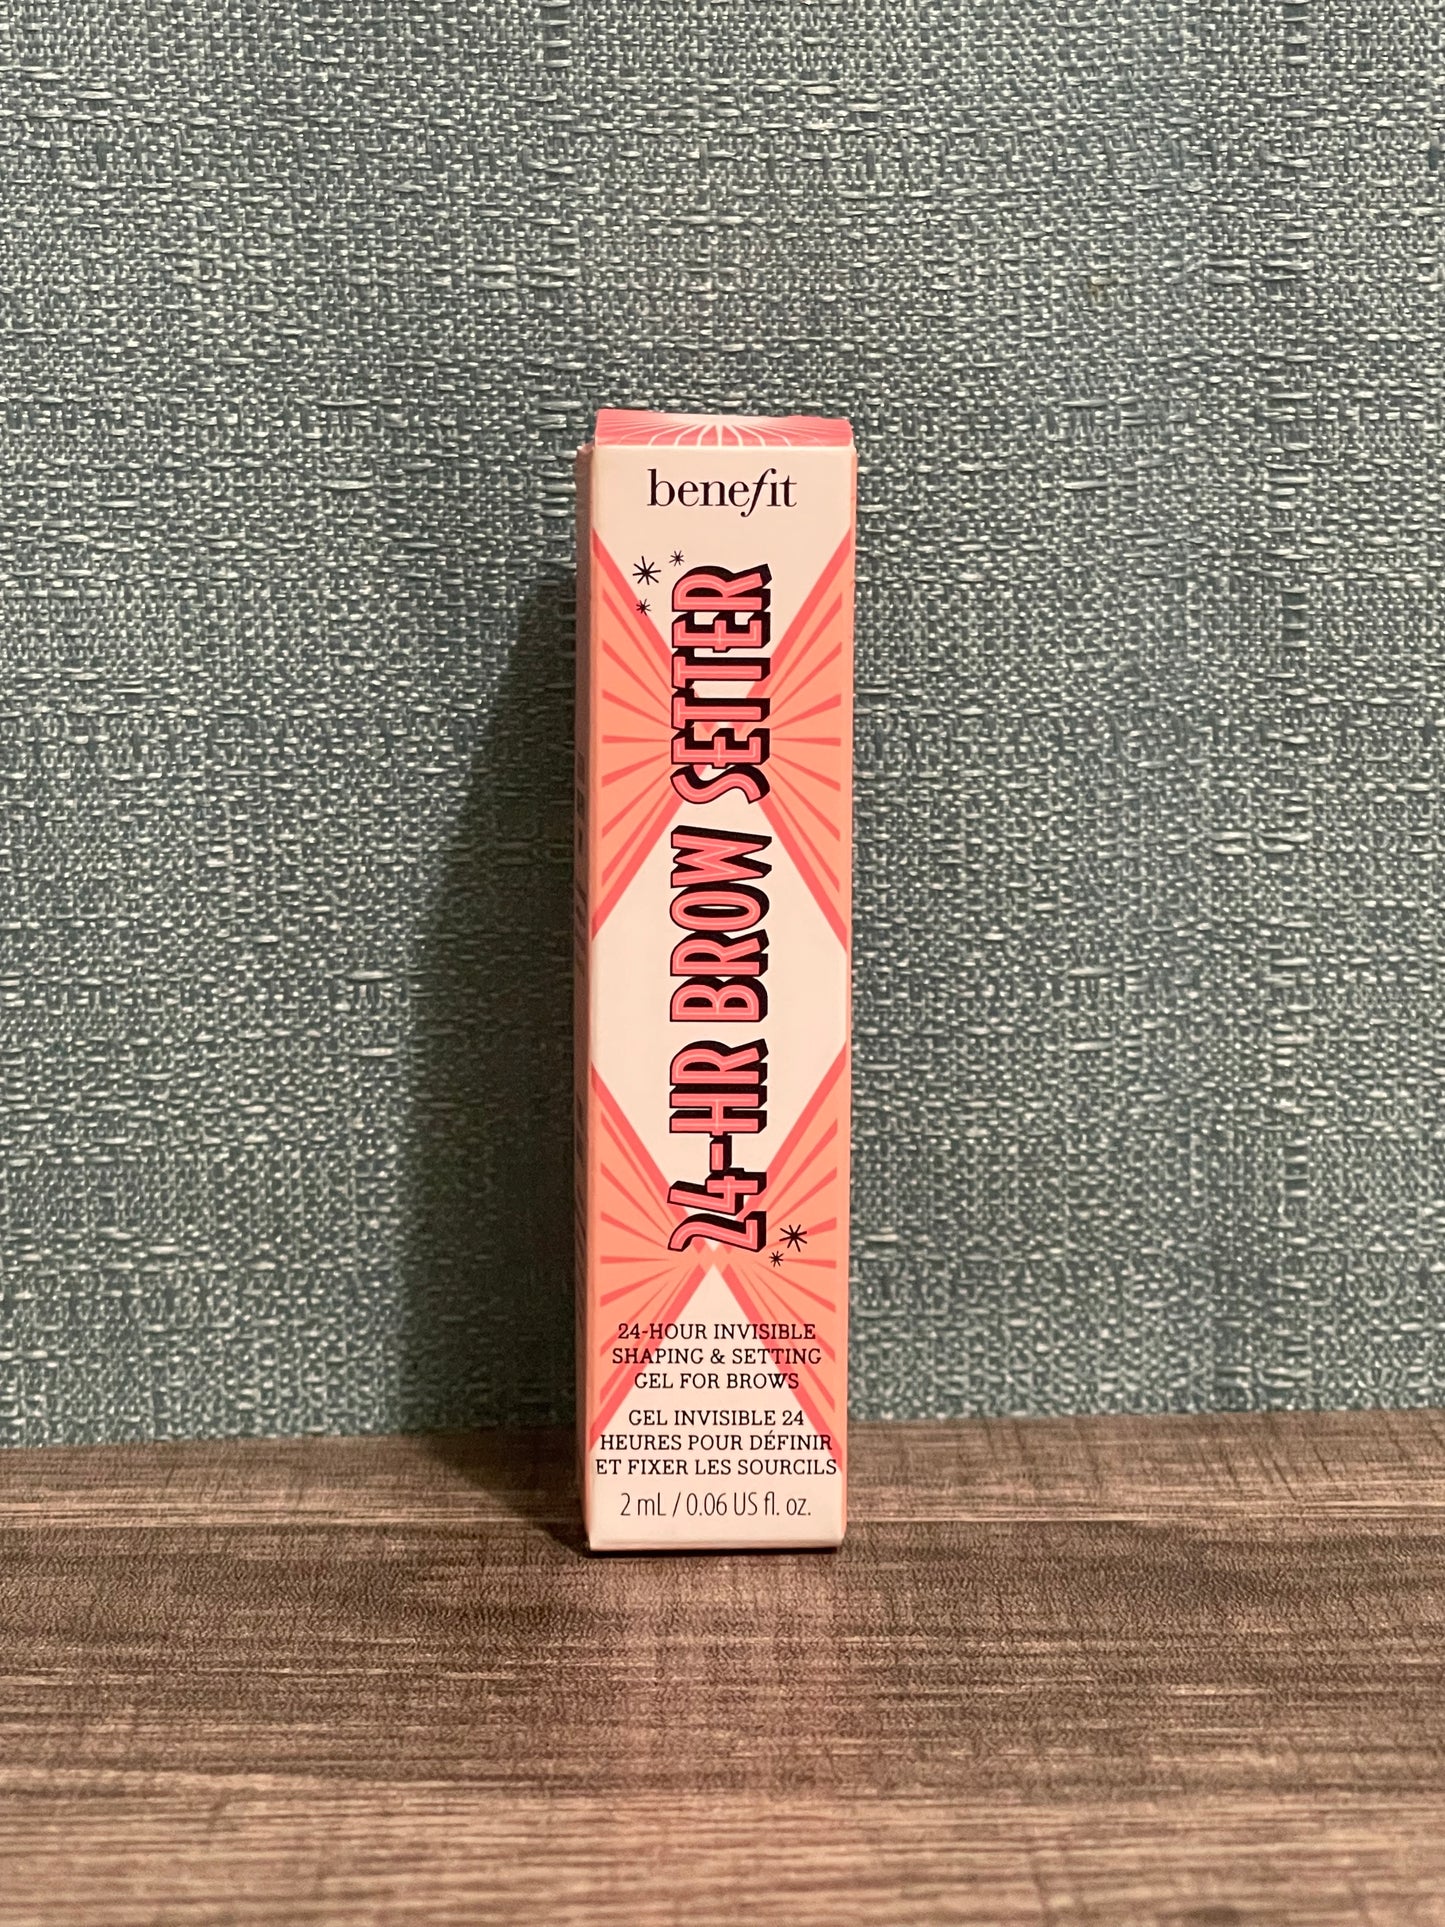 benefit
24-HR BROW SETTER
24-HOUR INVISIBLE
SHAPING & SETTING
GEL FOR BROWS
GEL INVISIBLE 24
HEURES POUR DÉFINIR
ET FIXER LES SOURCILS
2 mL / 0.06 US fl. oz.